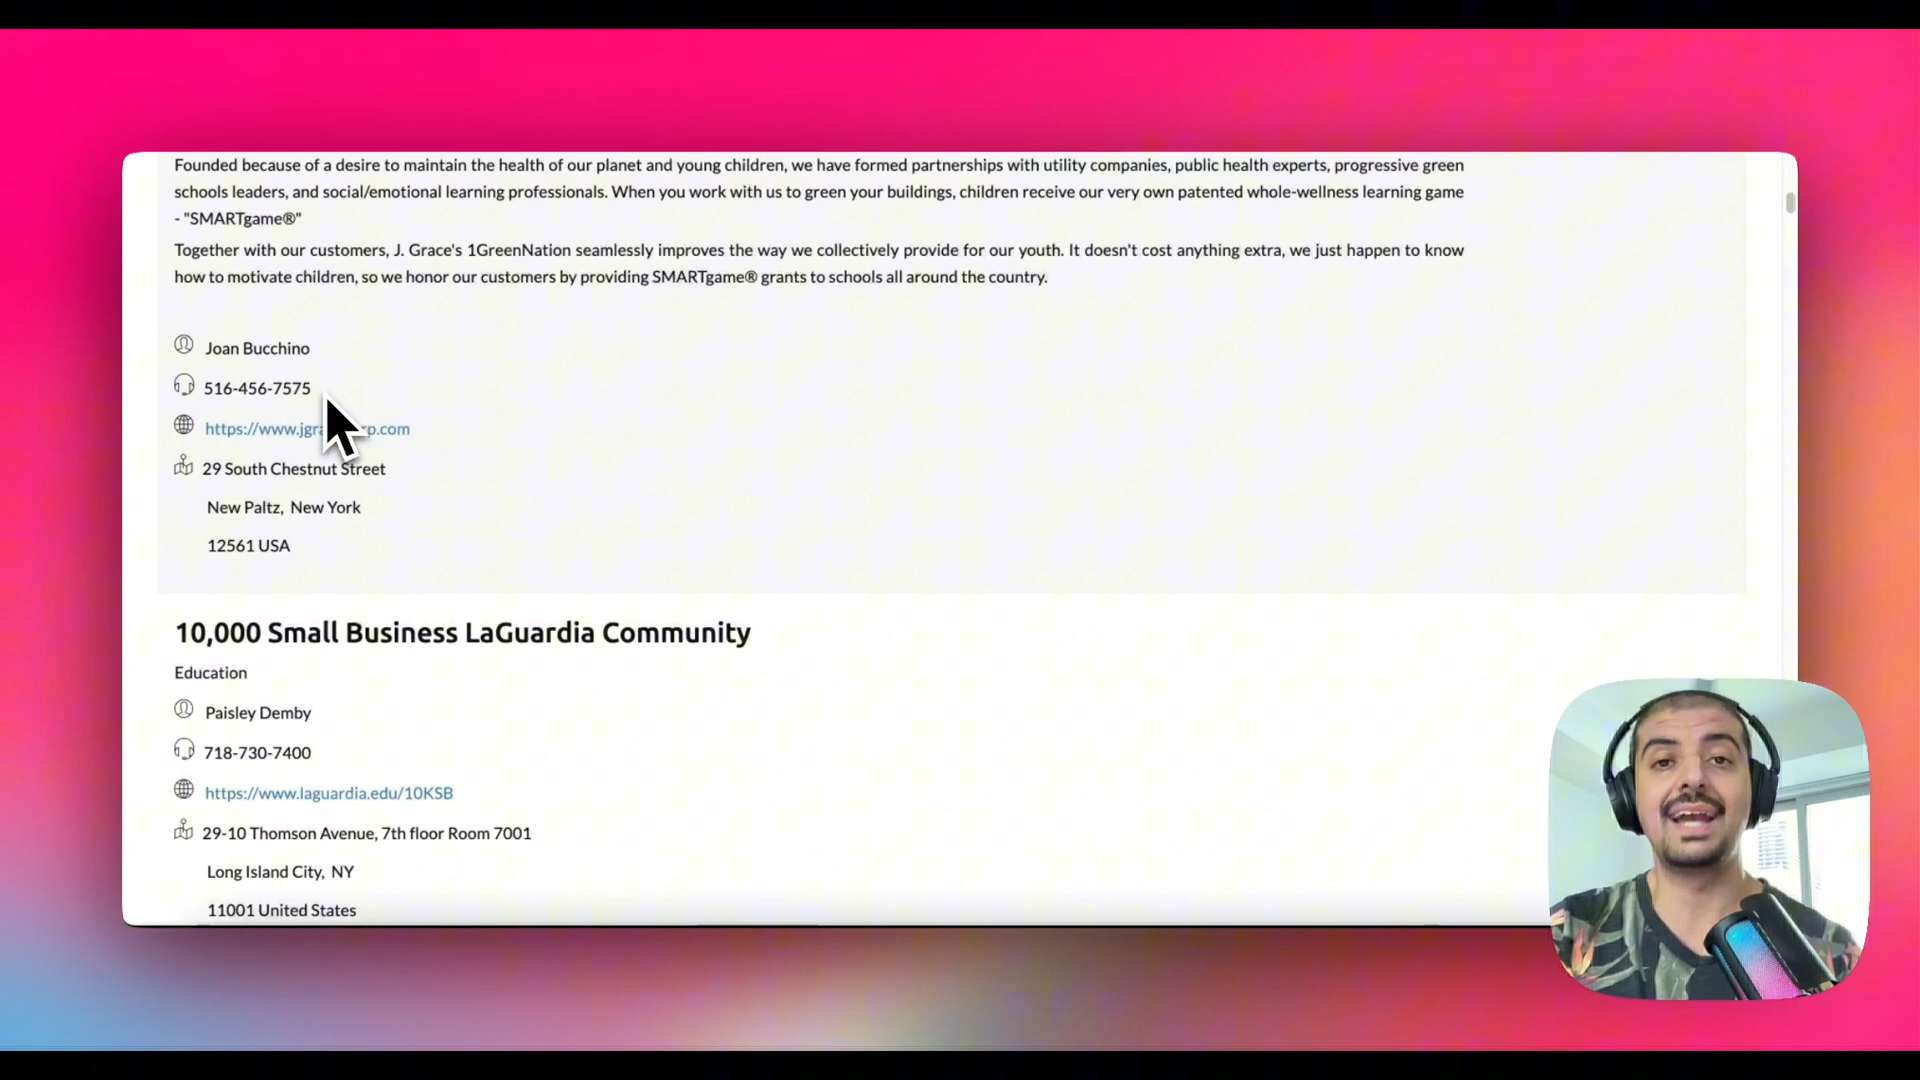 Founded because of a desire to maintain the health of our planet and young children, we have formed partnerships with utility companies, public health experts, progressive green
schools leaders, and social/emotional learning professionals. When you work with us to green your buildings, children receive our very own patented whole-wellness learning game
- "SMARTgame®"
Together with our customers, J. Grace's 1GreenNation seamlessly improves the way we collectively provide for our youth. It doesn't cost anything extra, we just happen to know
how to motivate children, so we honor our customers by providing SMARTgame® grants to schools all around the country.
Joan Bucchino
516-456-7575
29 South Chestnut Street
New Paltz, New York
12561 USA
10,000 Small Business LaGuardia Community
Education
Paisley Demby
718-730-7400
https://www.laguardia.edu/10KSB
29-10 Thomson Avenue, 7th floor Room 7001
Long Island City, NY
11001 United States